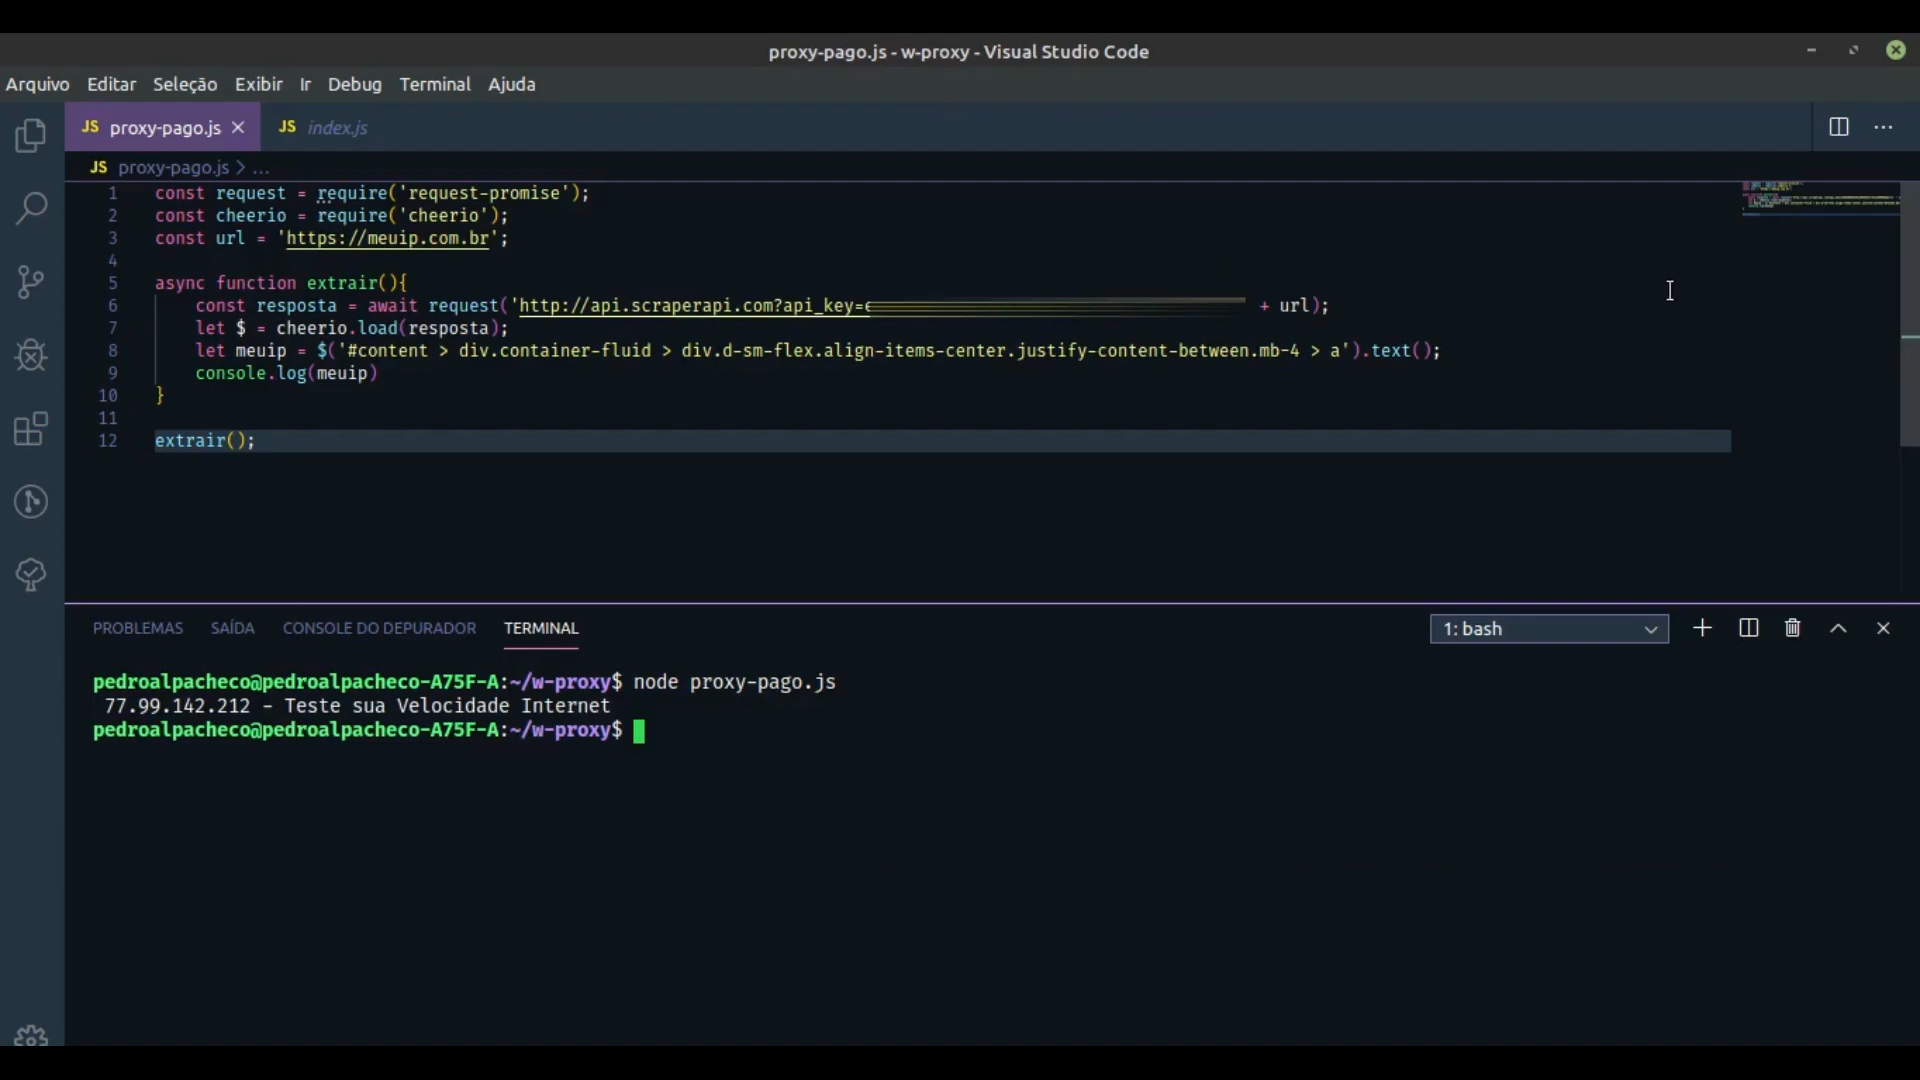 proxy-pago.js - w-proxy - Visual Studio Code
Arquivo Editar Seleção Exibir Ir Debug Terminal Ajuda
JS proxy-pago.js JS index.js
JS proxy-pago.js > ...
1 const request = require('request-promise');
2 const cheerio = require('cheerio');
3 const url = 'https://meuip.com.br';
4
5 async function extrair(){
6 const resposta = await request('http://api.scraperapi.com?api_key= + url);
7 let $ = cheerio.load(resposta);
8 let meuip = $('#content > div.container-fluid > div.d-sm-flex.align-items-center.justify-content-between.mb-4 > a').text();
9 console.log(meuip)
10 }
11
12 extrair();
PROBLEMAS SAÍDA CONSOLE DO DEPURADOR TERMINAL 1: bash
pedroalpacheco@pedroalpacheco-A75F-A:~/w-proxy$ node proxy-pago.js
77.99.142.212 - Teste sua Velocidade Internet
pedroalpacheco@pedroalpacheco-A75F-A:~/w-proxy$